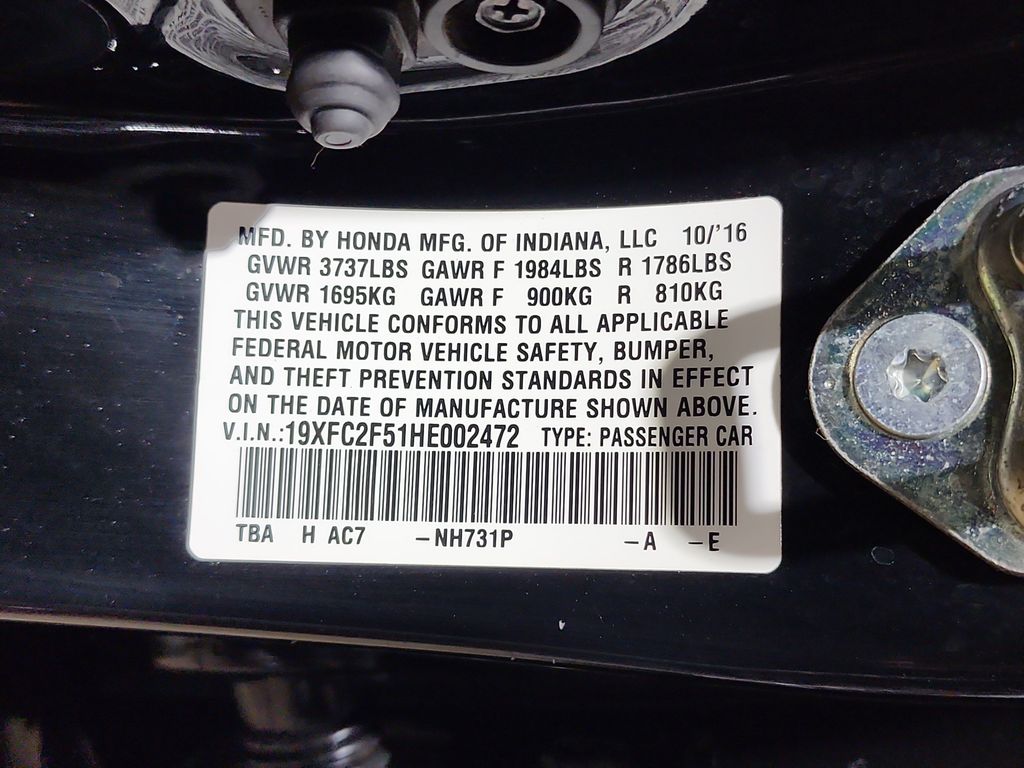 MFD. BY HONDA MFG. OF INDIANA, LLC 10/'16
GVWR 3737LBS GAWR F 1984LBS R 1786LBS
GVWR 1695KG GAWR F 900KG R 810KG
THIS VEHICLE CONFORMS TO ALL APPLICABLE
FEDERAL MOTOR VEHICLE SAFETY, BUMPER,
AND THEFT PREVENTION STANDARDS IN EFFECT
ON THE DATE OF MANUFACTURE SHOWN ABOVE.
V.I.N.:19XFC2F51HE002472 TYPE: PASSENGER CAR
TBA H AC7 –NH731P –A –E